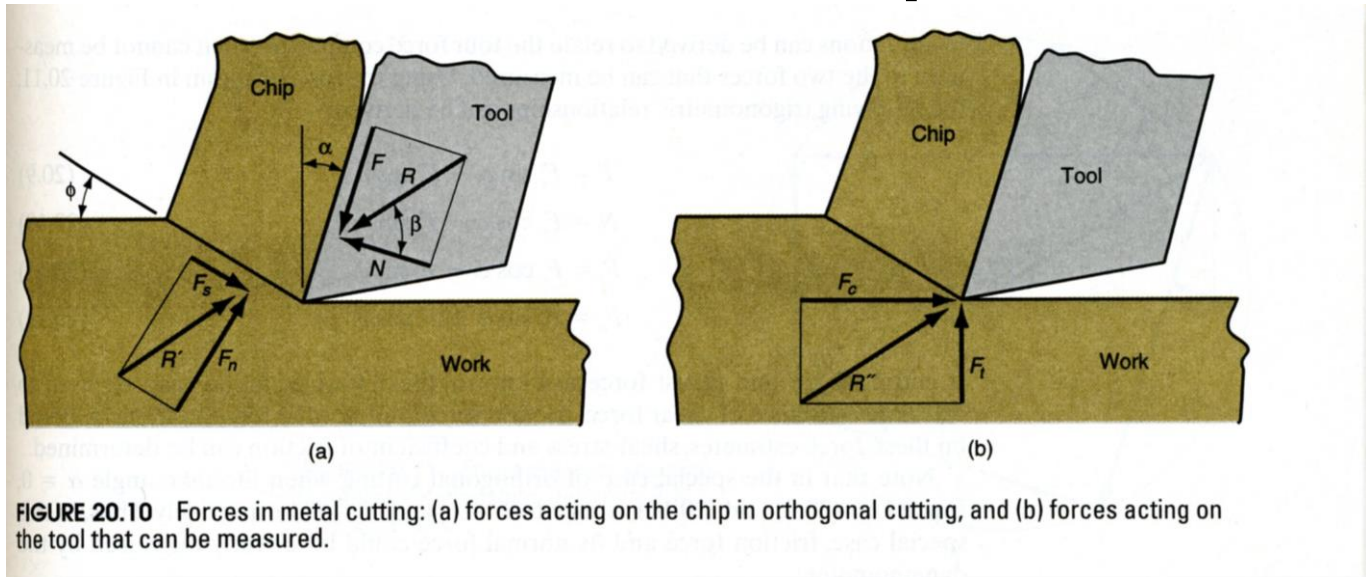 Chip
Tool
α
F
R
ϕ
β
N
Fs
R′
Fn
Work
(a)
Chip
Tool
Fc
R″
Ft
Work
(b)
FIGURE 20.10 Forces in metal cutting: (a) forces acting on the chip in orthogonal cutting, and (b) forces acting on
the tool that can be measured.